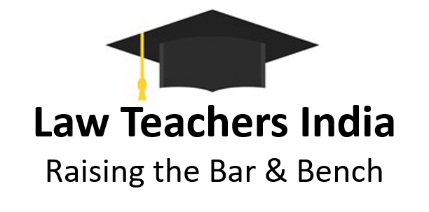 Law Teachers India
Raising the Bar & Bench